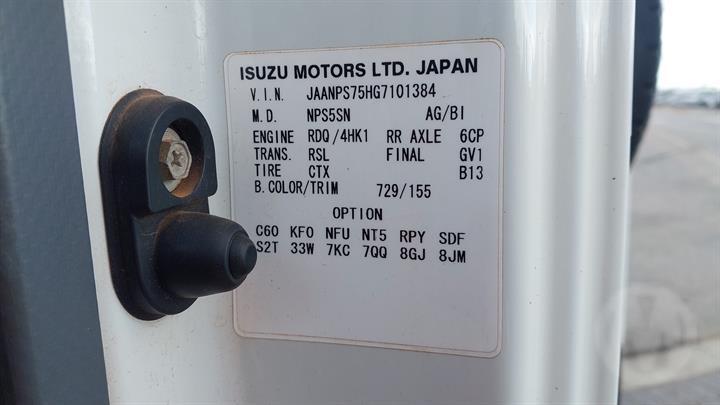 ISUZU MOTORS LTD. JAPAN
V.I.N. JAANPS75HG7101384
M.D. NPS5SN AG/BI
ENGINE RDQ/4HK1 RR AXLE 6CP
TRANS. RSL FINAL GV1
TIRE CTX B13
B.COLOR/TRIM 729/155
OPTION
C60 KFO NFU NT5 RPY SDF
S2T 33W 7KC 7QQ 8GJ 8JM